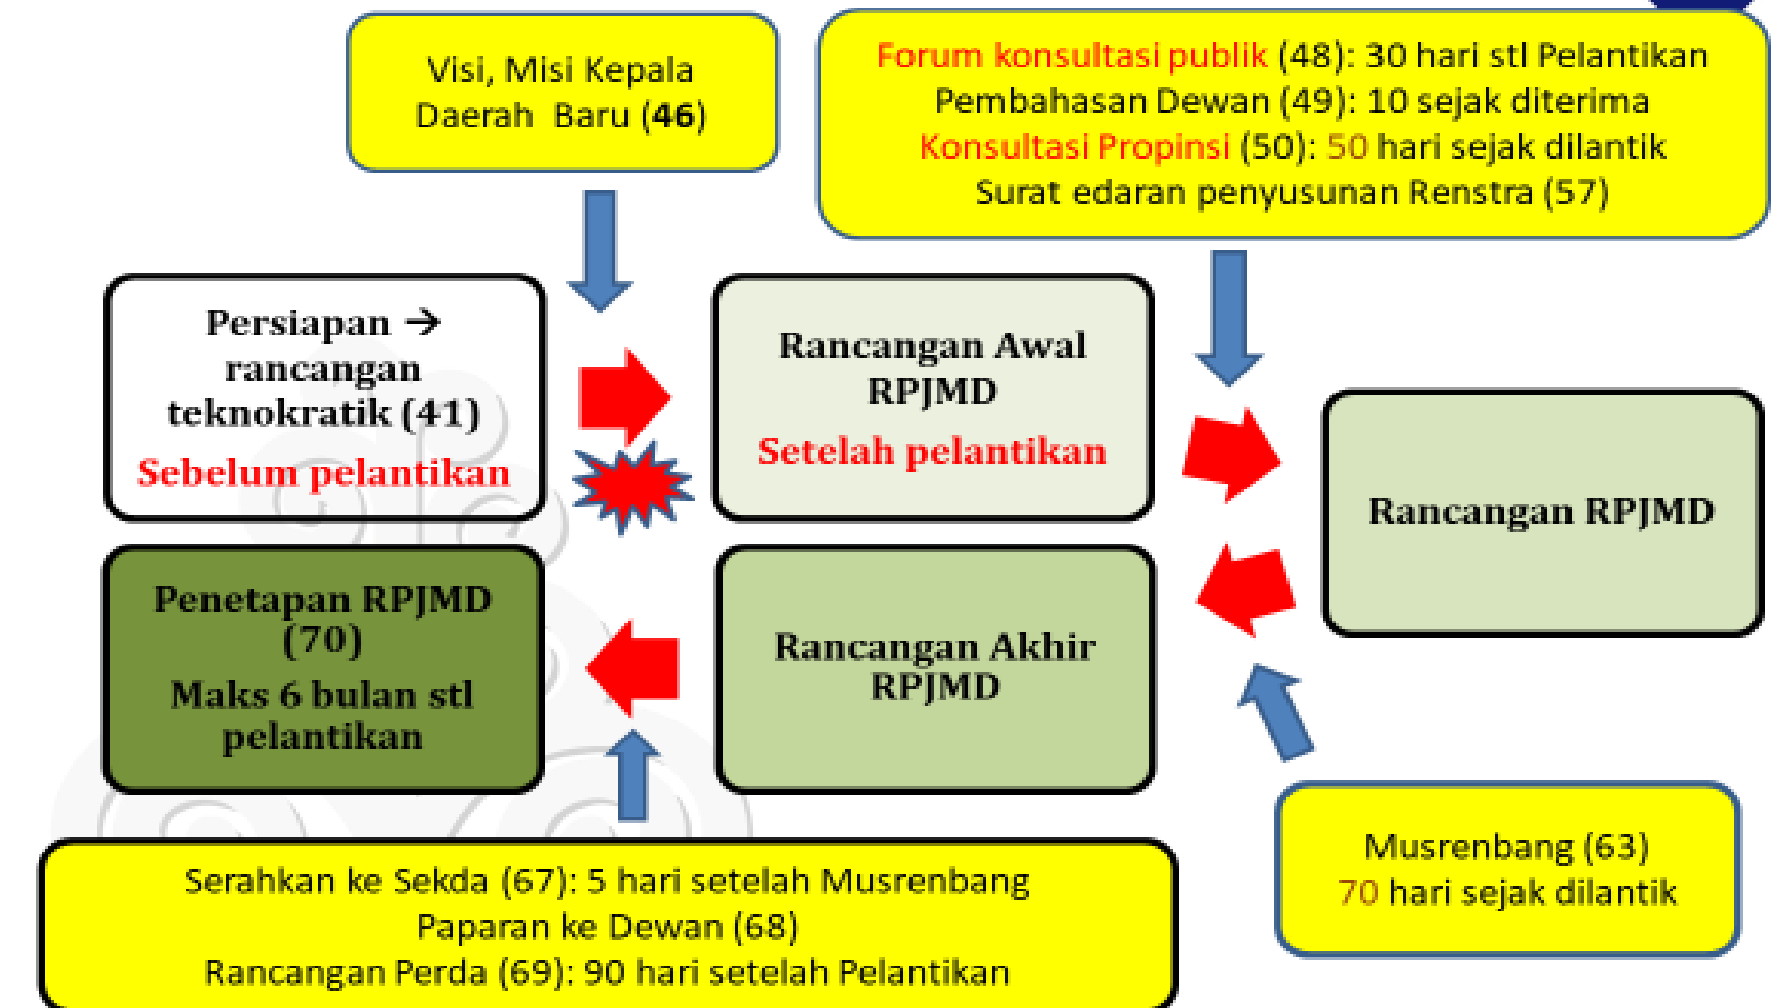 Visi, Misi Kepala
Daerah Baru (46)
Forum konsultasi publik (48): 30 hari stl Pelantikan
Pembahasan Dewan (49): 10 sejak diterima
Konsultasi Propinsi (50): 50 hari sejak dilantik
Surat edaran penyusunan Renstra (57)
Persiapan →
rancangan
teknokratik (41)
Sebelum pelantikan
Rancangan Awal
RPJMD
Setelah pelantikan
Rancangan RPJMD
Penetapan RPJMD
(70)
Maks 6 bulan stl
pelantikan
Rancangan Akhir
RPJMD
Serahkan ke Sekda (67): 5 hari setelah Musrenbang
Paparan ke Dewan (68)
Rancangan Perda (69): 90 hari setelah Pelantikan
Musrenbang (63)
70 hari sejak dilantik